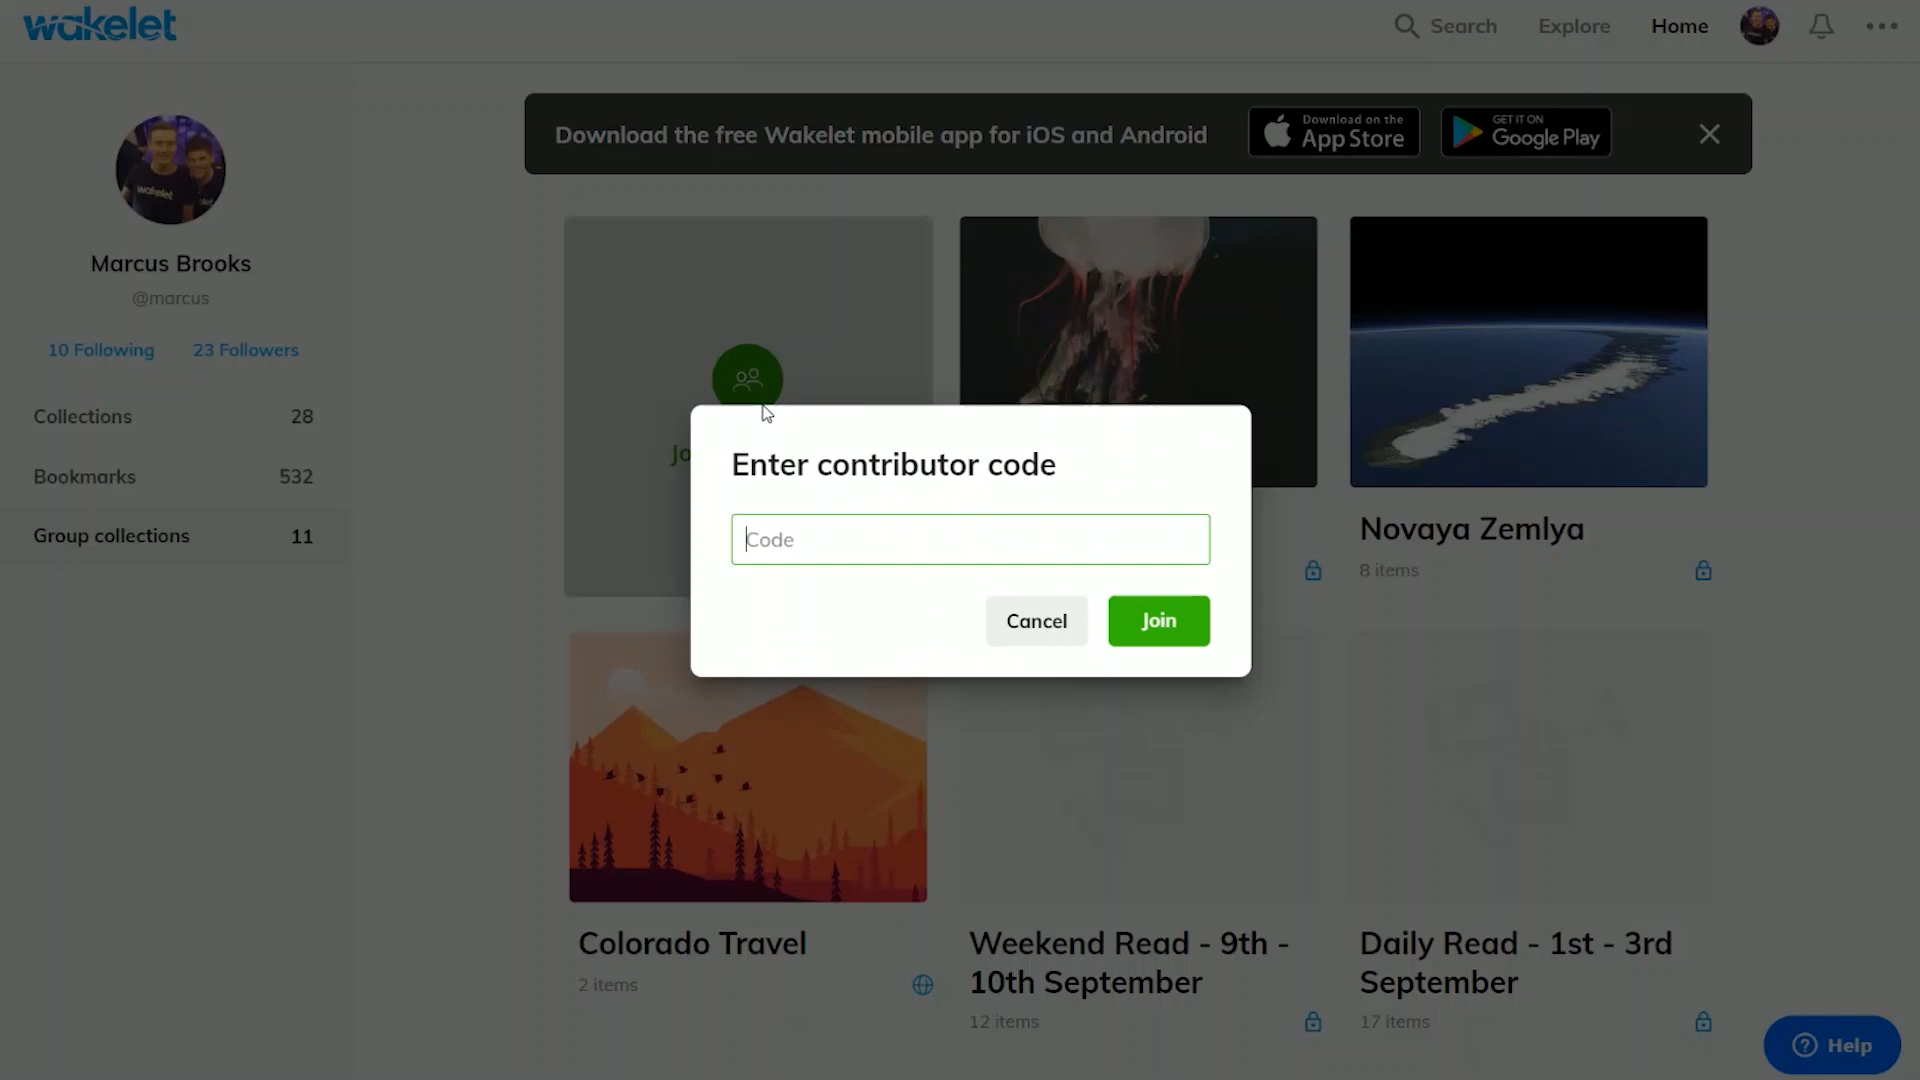 wakelet
Search
Explore
Home
Download the free Wakelet mobile app for iOS and Android
Download on the
App Store
GET IT ON
Google Play
wakelet
Marcus Brooks
@marcus
10 Following
23 Followers
Collections 28
Bookmarks 532
Group collections 11
Jo
Enter contributor code
Code
Cancel
Join
Novaya Zemlya
8 items
Colorado Travel
2 items
Weekend Read - 9th -
10th September
12 items
Daily Read - 1st - 3rd
September
17 items
Help